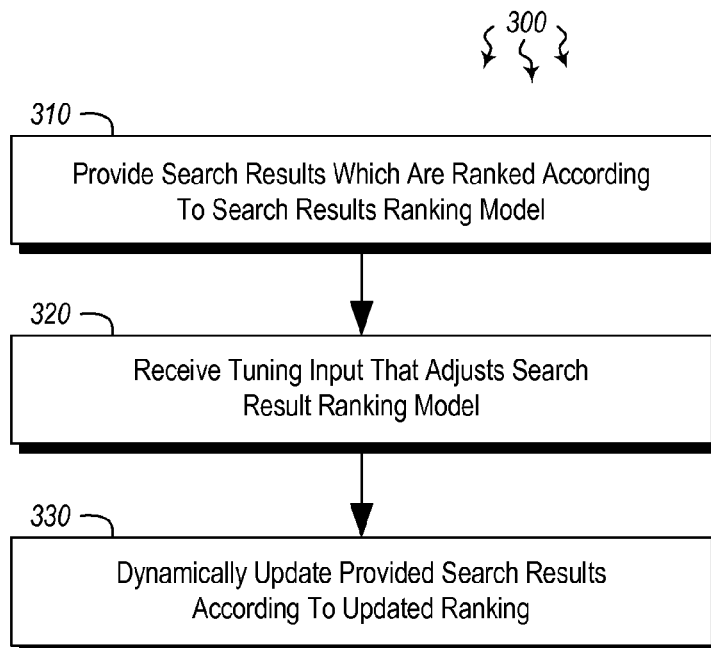 300
310
Provide Search Results Which Are Ranked According
To Search Results Ranking Model
320
Receive Tuning Input That Adjusts Search
Result Ranking Model
330
Dynamically Update Provided Search Results
According To Updated Ranking